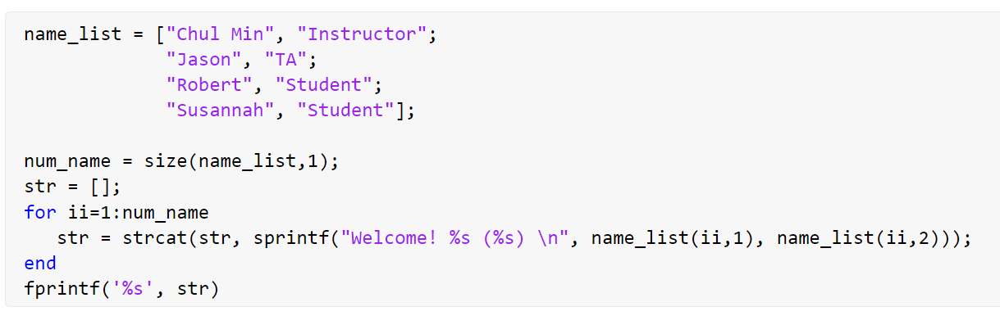 name_list = ["Chul Min", "Instructor";
"Jason", "TA";
"Robert", "Student";
"Susannah", "Student"];
num_name = size(name_list,1);
str = [];
for ii=1:num_name
str = strcat(str, sprintf("Welcome! %s (%s) \n", name_list(ii,1), name_list(ii,2)));
end
fprintf('%s', str)